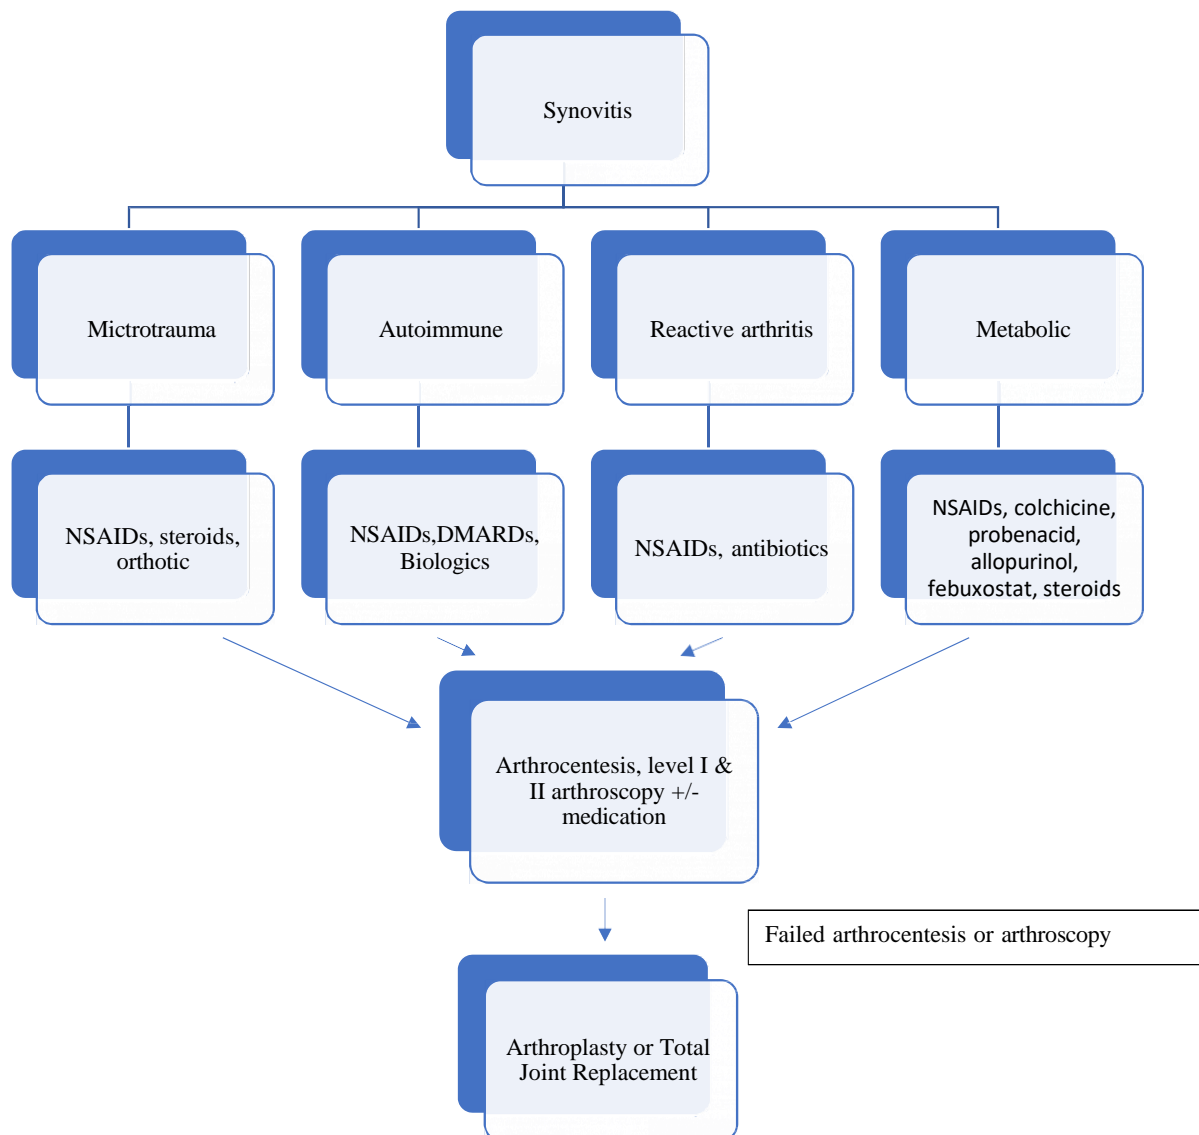 Synovitis
Mictrotrauma
Autoimmune
Reactive arthritis
Metabolic
NSAIDs, steroids,
orthotic
NSAIDs,DMARDs,
Biologics
NSAIDs, antibiotics
NSAIDs, colchicine,
probenacid,
allopurinol,
febuxostat, steroids
Arthrocentesis, level I &
II arthroscopy +/-
medication
Failed arthrocentesis or arthroscopy
Arthroplasty or Total
Joint Replacement